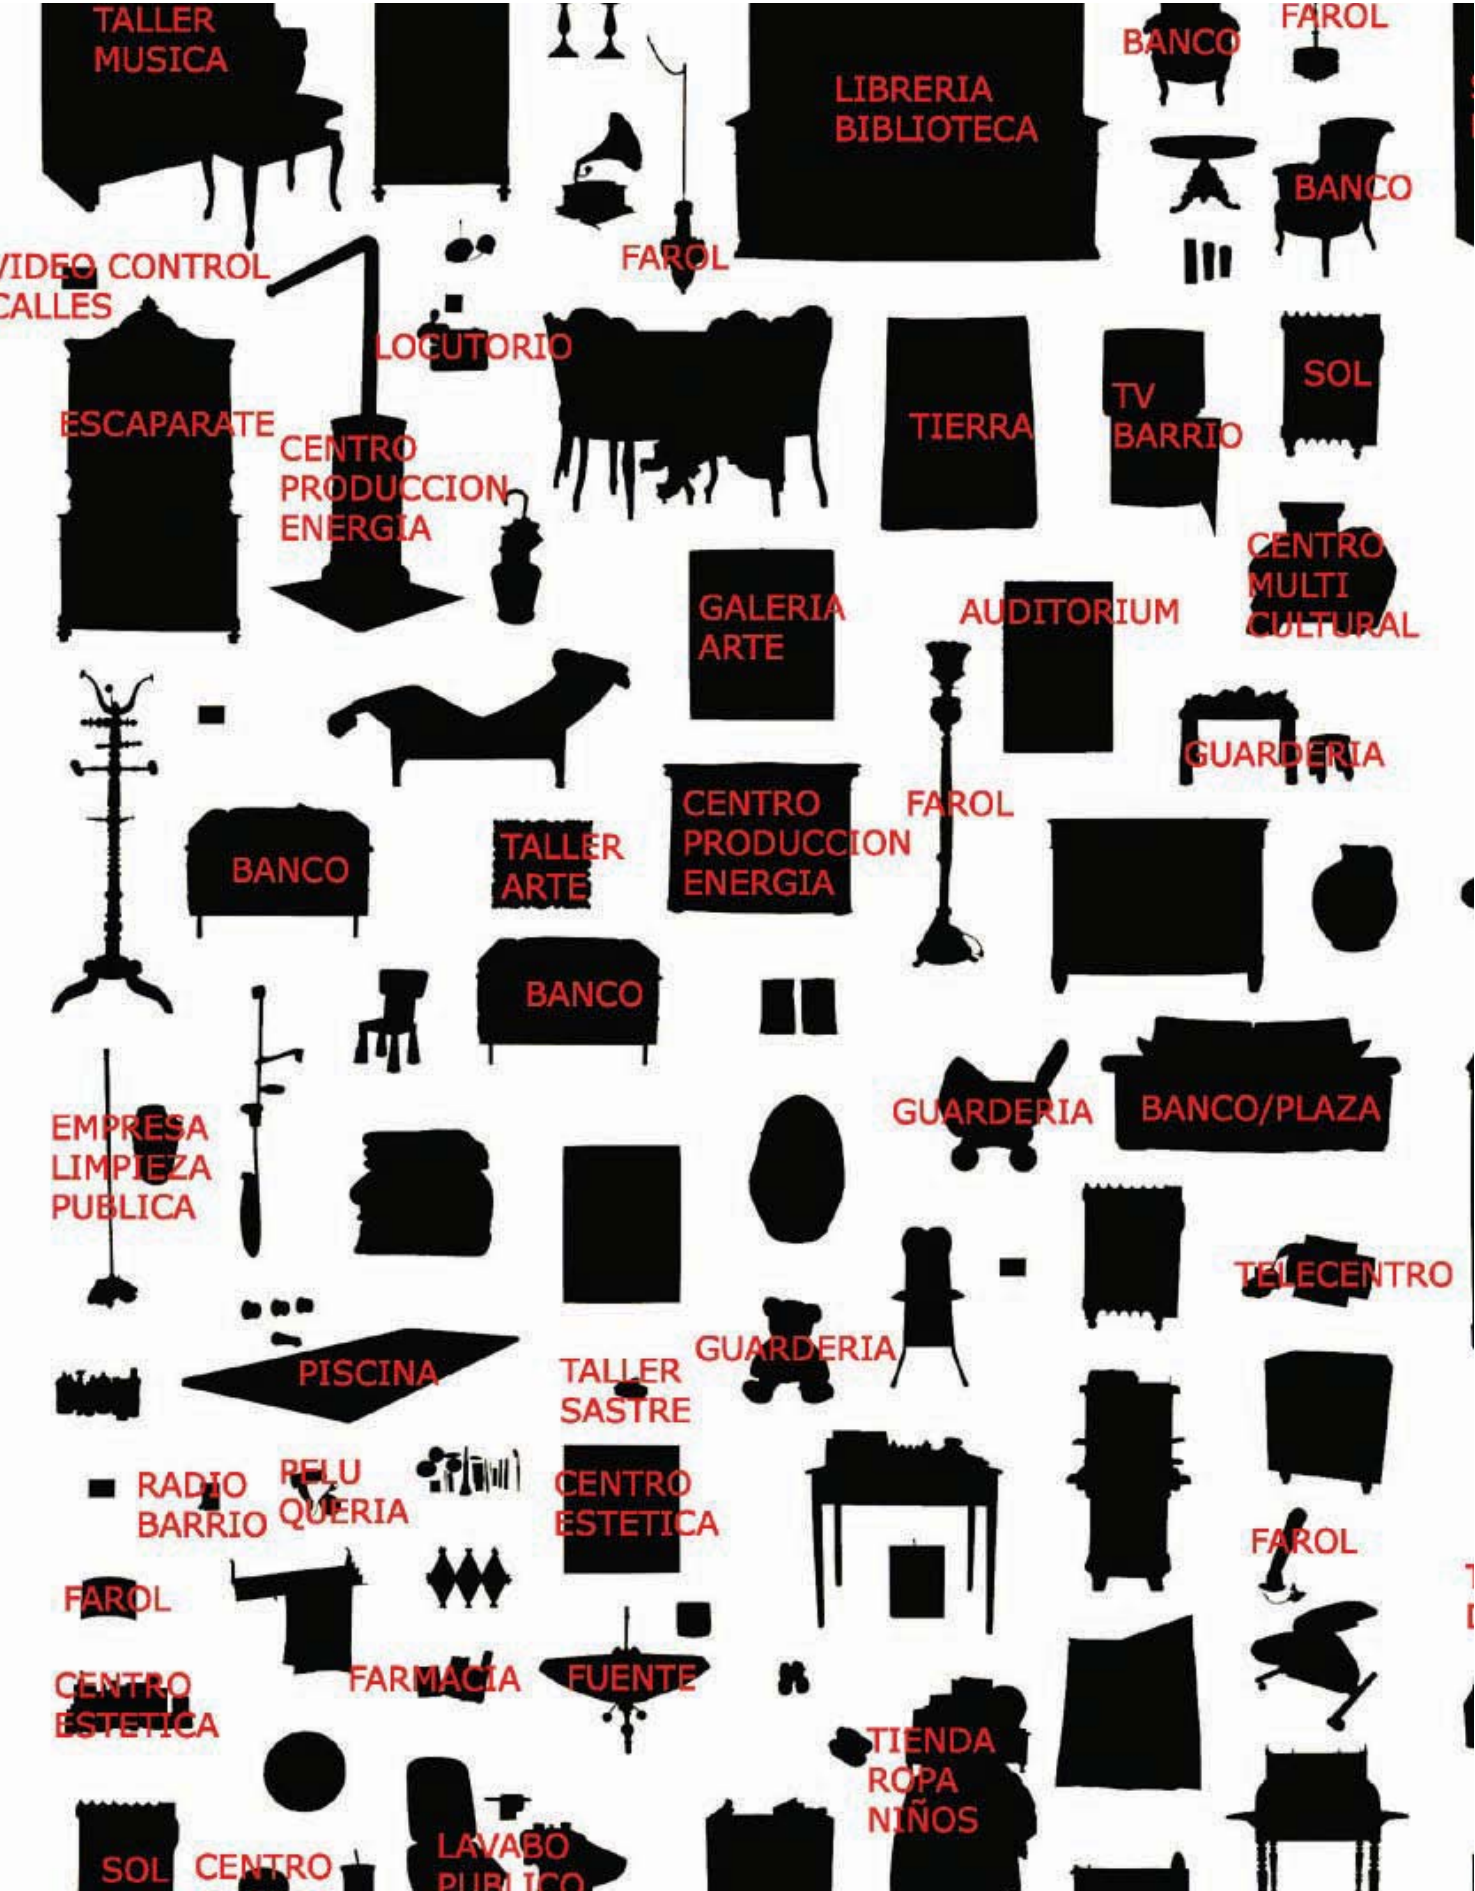 TALLER
MUSICA
FAROL
BANCO
LIBRERIA
BIBLIOTECA
BANCO
FAROL
VIDEO CONTROL
CALLES
LOCUTORIO
SOL
TV
BARRIO
TIERRA
ESCAPARATE
CENTRO
PRODUCCION
ENERGIA
CENTRO
MULTI
CULTURAL
GALERIA
ARTE
AUDITORIUM
GUARDERIA
CENTRO
PRODUCCION
ENERGIA
FAROL
TALLER
ARTE
BANCO
BANCO
GUARDERIA
BANCO/PLAZA
EMPRESA
LIMPIEZA
PUBLICA
TELECENTRO
GUARDERIA
PISCINA
TALLER
SASTRE
RADIO
BARRIO
PELU
QUERIA
CENTRO
ESTETICA
FAROL
FAROL
CENTRO
ESTETICA
FARMACIA
FUENTE
TIENDA
ROPA
NIÑOS
LAVABO
PUBLICO
SOL
CENTRO